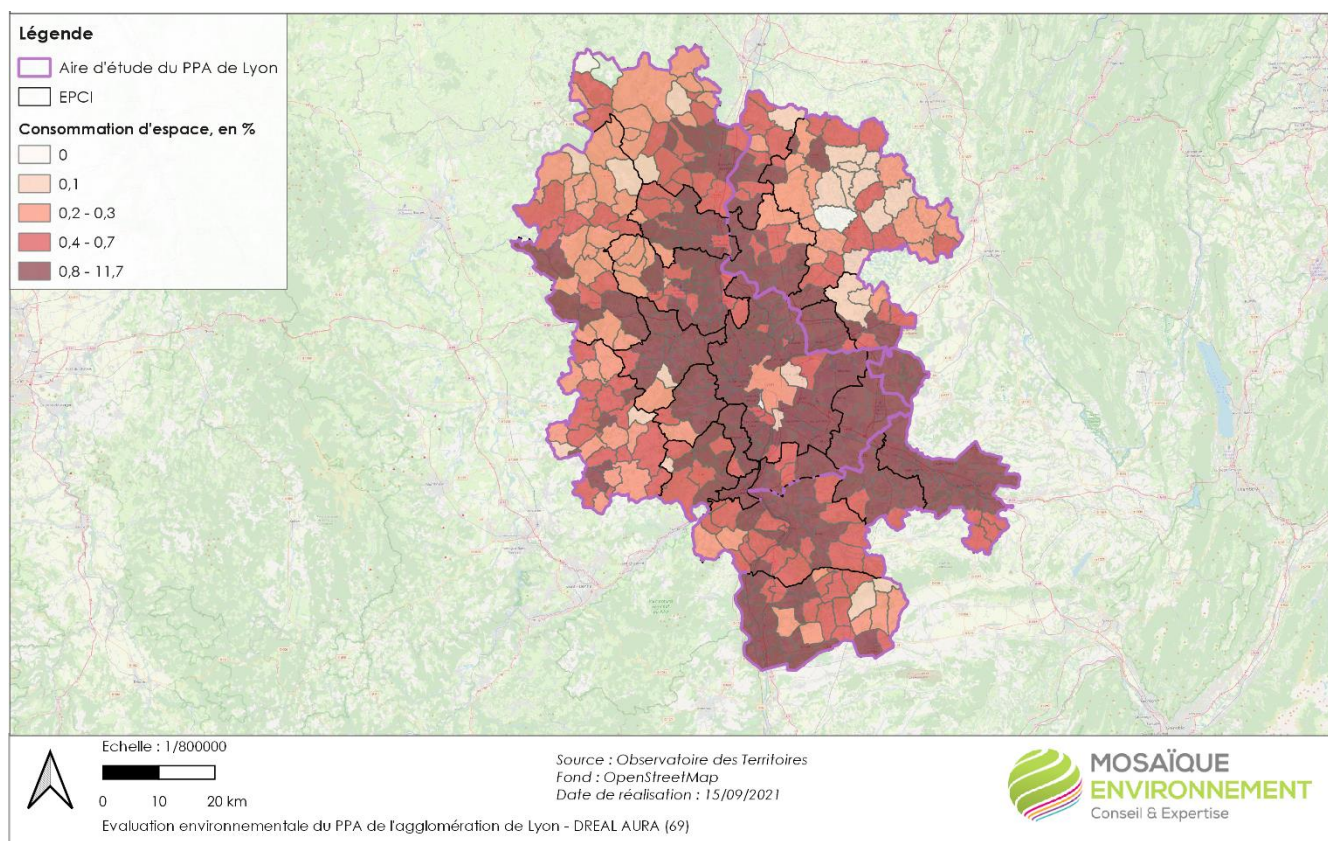 Légende
Aire d'étude du PPA de Lyon
EPCI
Consommation d'espace, en %
0
0,1
0,2 - 0,3
0,4 - 0,7
0,8 - 11,7
Echelle : 1/800000
0 10 20 km
Evaluation environnementale du PPA de l'agglomération de Lyon - DREAL AURA (69)
Source : Observatoire des Territoires
Fond : OpenStreetMap
Date de réalisation : 15/09/2021
MOSAÏQUE
ENVIRONNEMENT
Conseil & Expertise